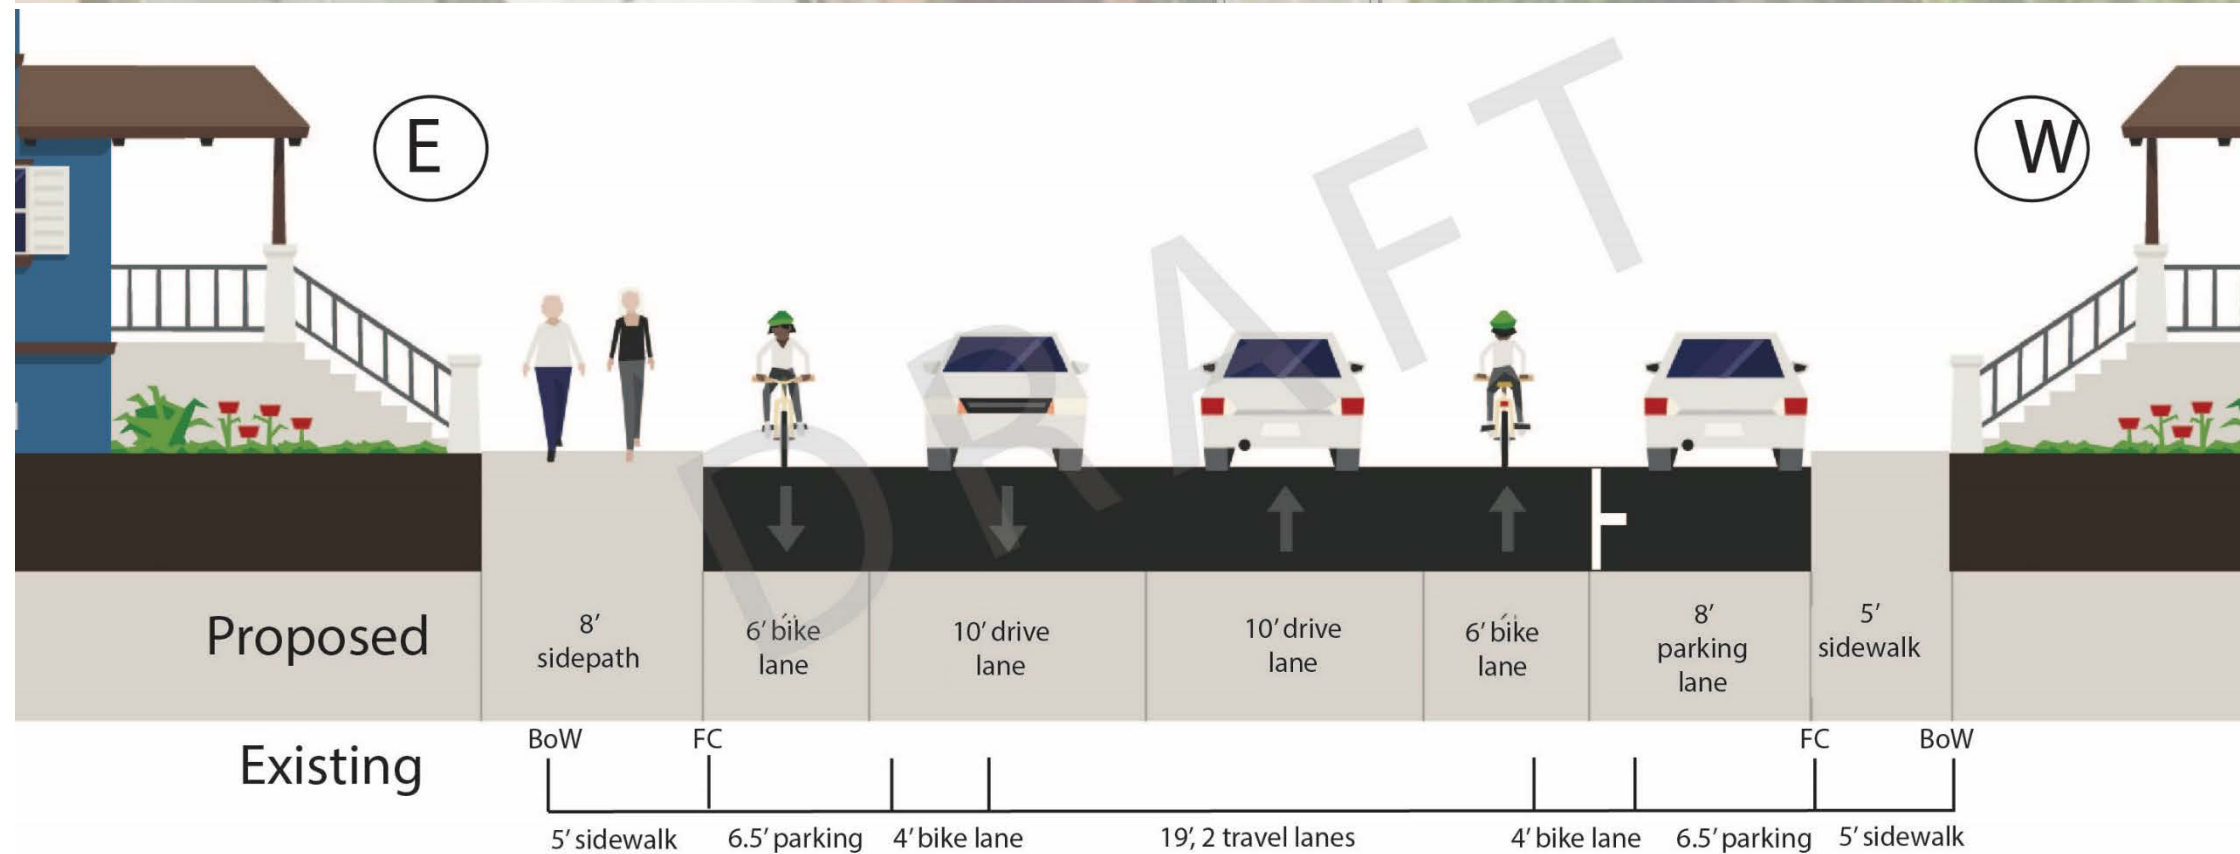 E
W
DRAFT
Proposed
8'
sidepath
6' bike
lane
10' drive
lane
10' drive
lane
6' bike
lane
8'
parking
lane
5'
sidewalk
Existing
BoW
FC
FC
BoW
5' sidewalk
6.5' parking
4' bike lane
19', 2 travel lanes
4' bike lane
6.5' parking
5' sidewalk